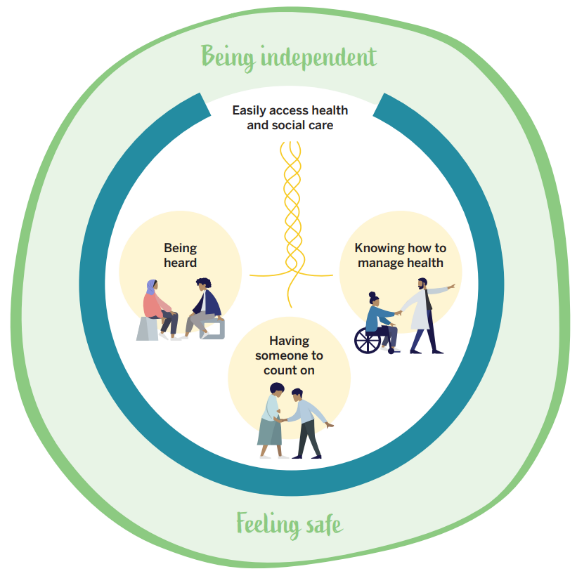 Being independent
Easily access health
and social care
Being
heard
Knowing how to
manage health
Having
someone to
count on
Feeling safe